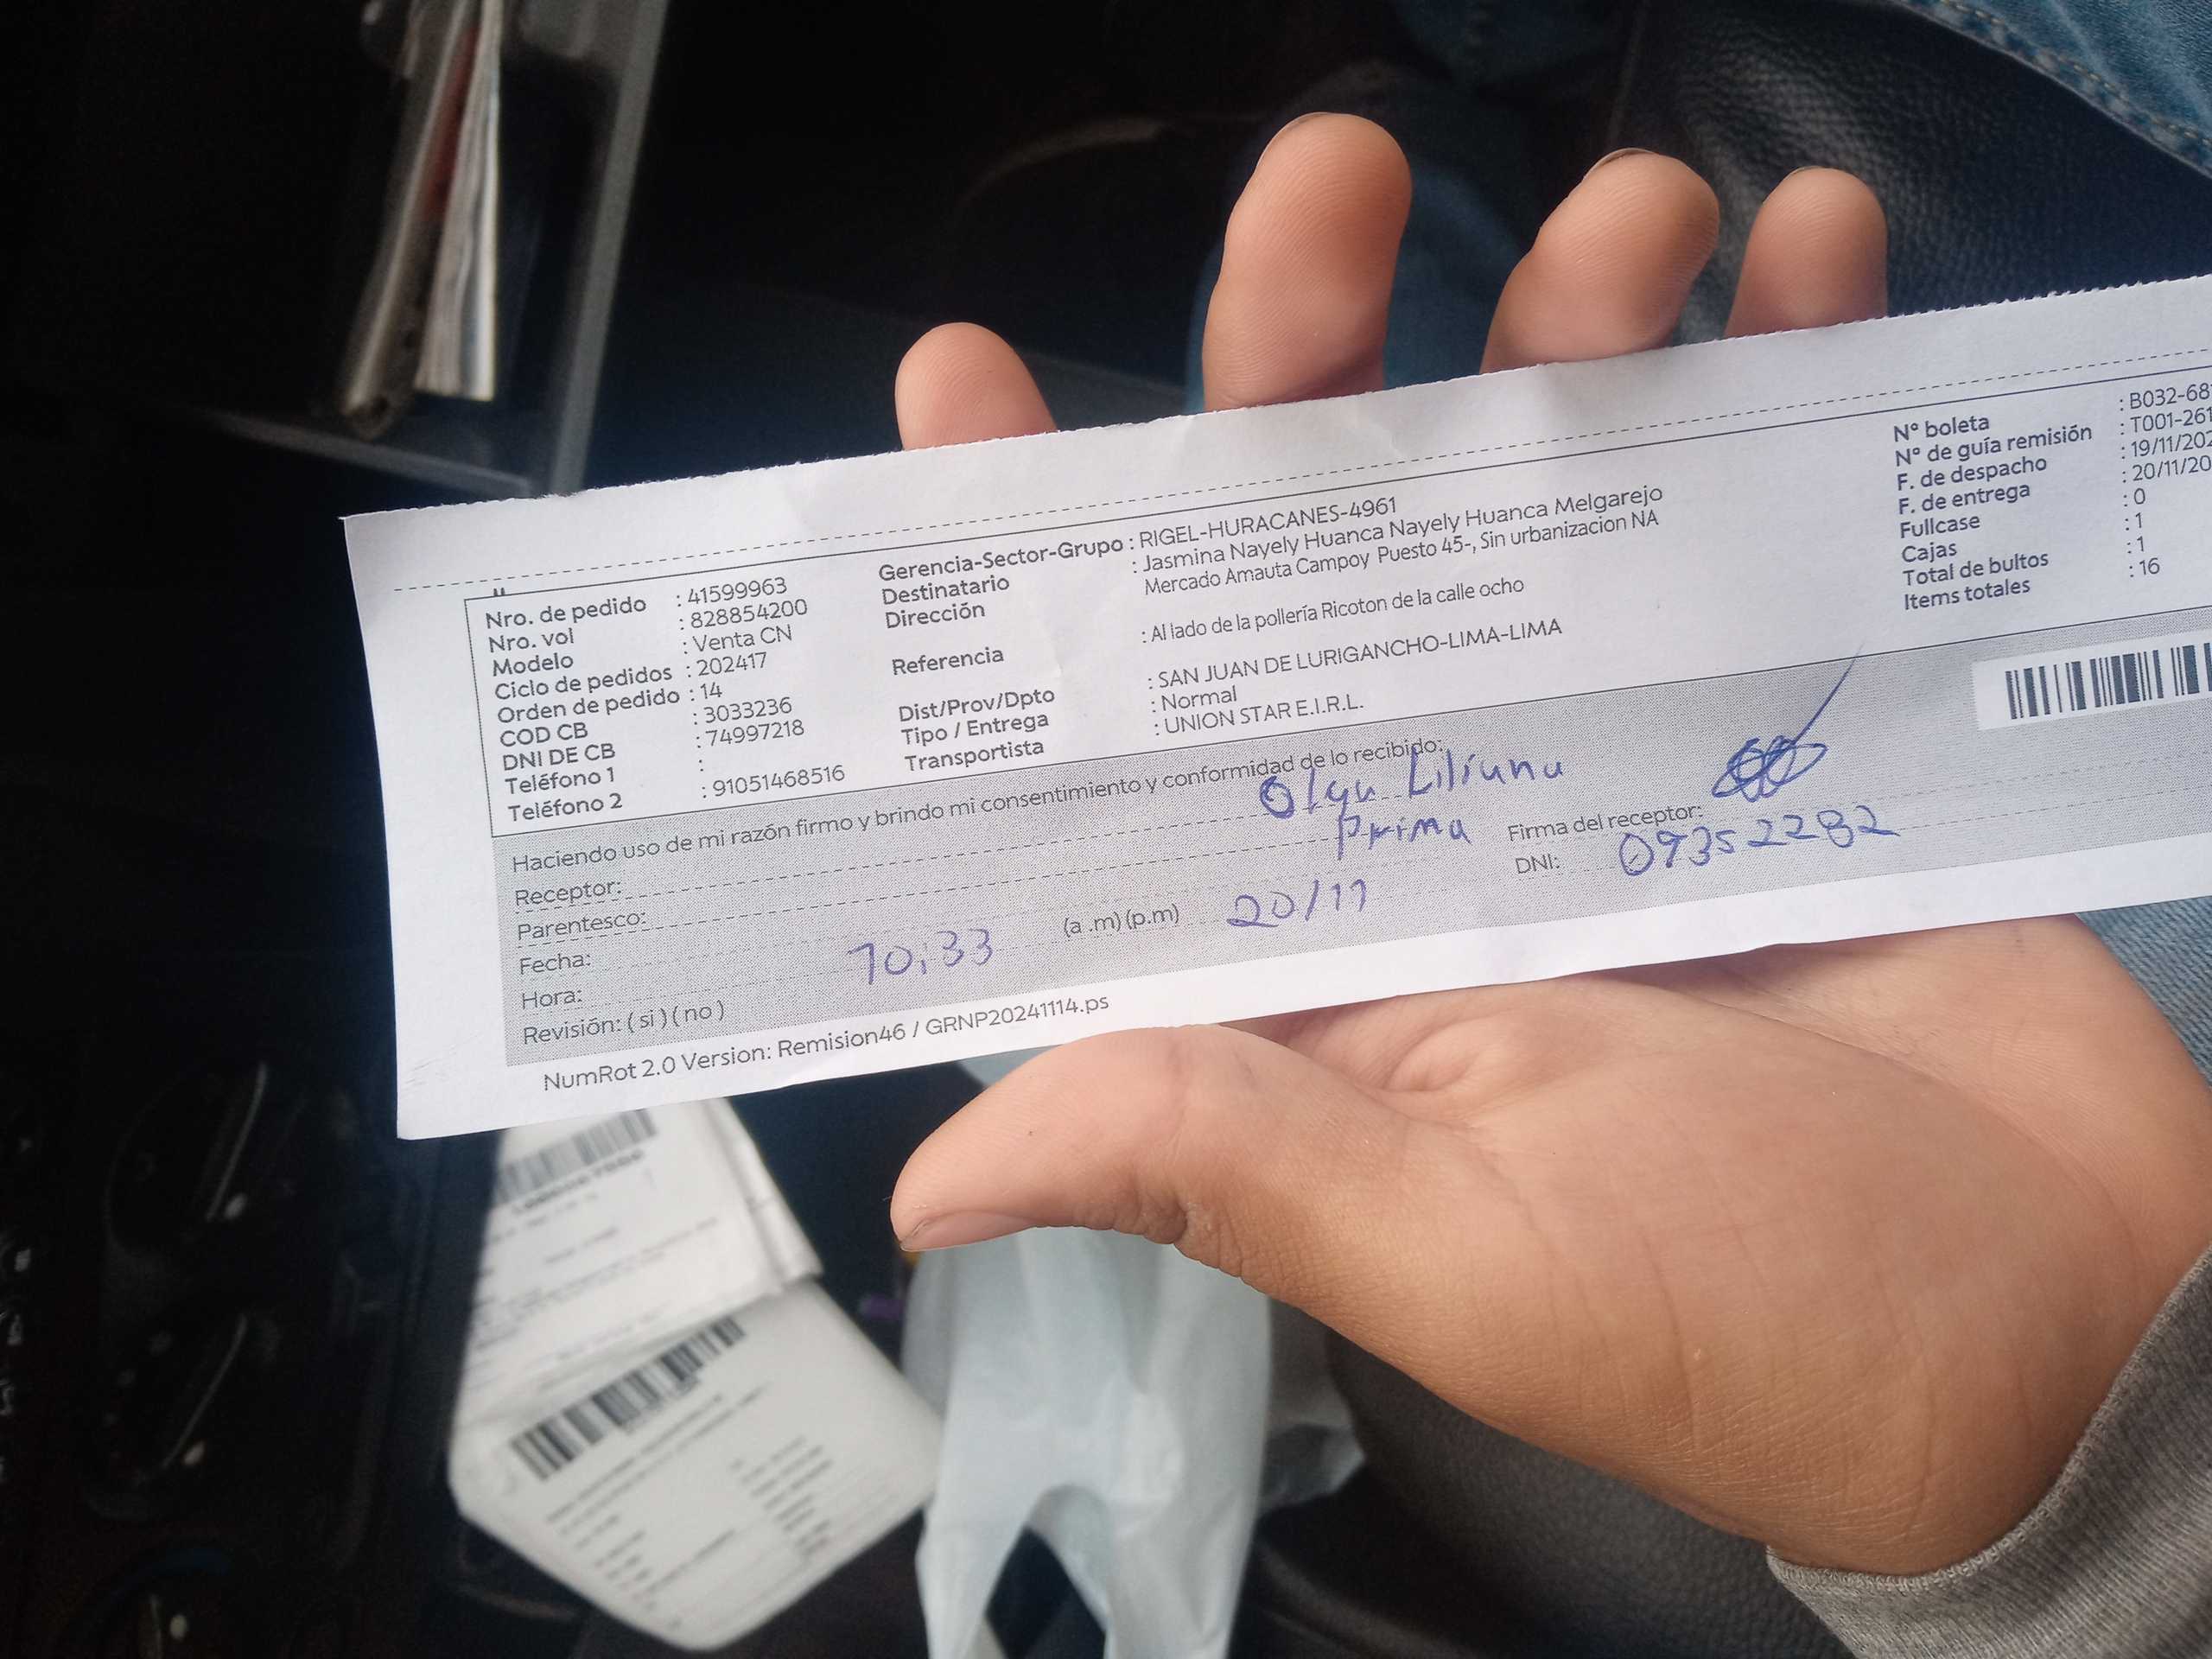 Nro. de pedido : 41599963
Nro. vol : 828854200
Modelo : Venta CN
Ciclo de pedidos : 202417
Orden de pedido : 14
COD CB : 3033236
DNI DE CB : 74997218
Teléfono 1 :
Teléfono 2 : 91051468516
Gerencia-Sector-Grupo : RIGEL-HURACANES-4961
Destinatario : Jasmina Nayely Huanca Nayely Huanca Melgarejo
Dirección Mercado Amauta Campoy Puesto 45-, Sin urbanizacion NA
Referencia : Al lado de la pollería Ricoton de la calle ocho
Dist/Prov/Dpto : SAN JUAN DE LURIGANCHO-LIMA-LIMA
Tipo / Entrega : Normal
Transportista : UNION STAR E.I.R.L.
Nº boleta : B032-68
Nº de guía remisión : T001-261
F. de despacho : 19/11/202
F. de entrega : 20/11/20
Fullcase : 0
Cajas : 1
Total de bultos : 1
Items totales : 16
Haciendo uso de mi razón firmo y brindo mi consentimiento y conformidad de lo recibido:
Receptor: Olga Liliana
Parentesco: Prima
Firma del receptor:
DNI: 09352282
Fecha: 20/11
Hora: 10:33 (a .m) (p.m)
Revisión: ( si ) ( no )
NumRot 2.0 Version: Remision46 / GRNP20241114.ps